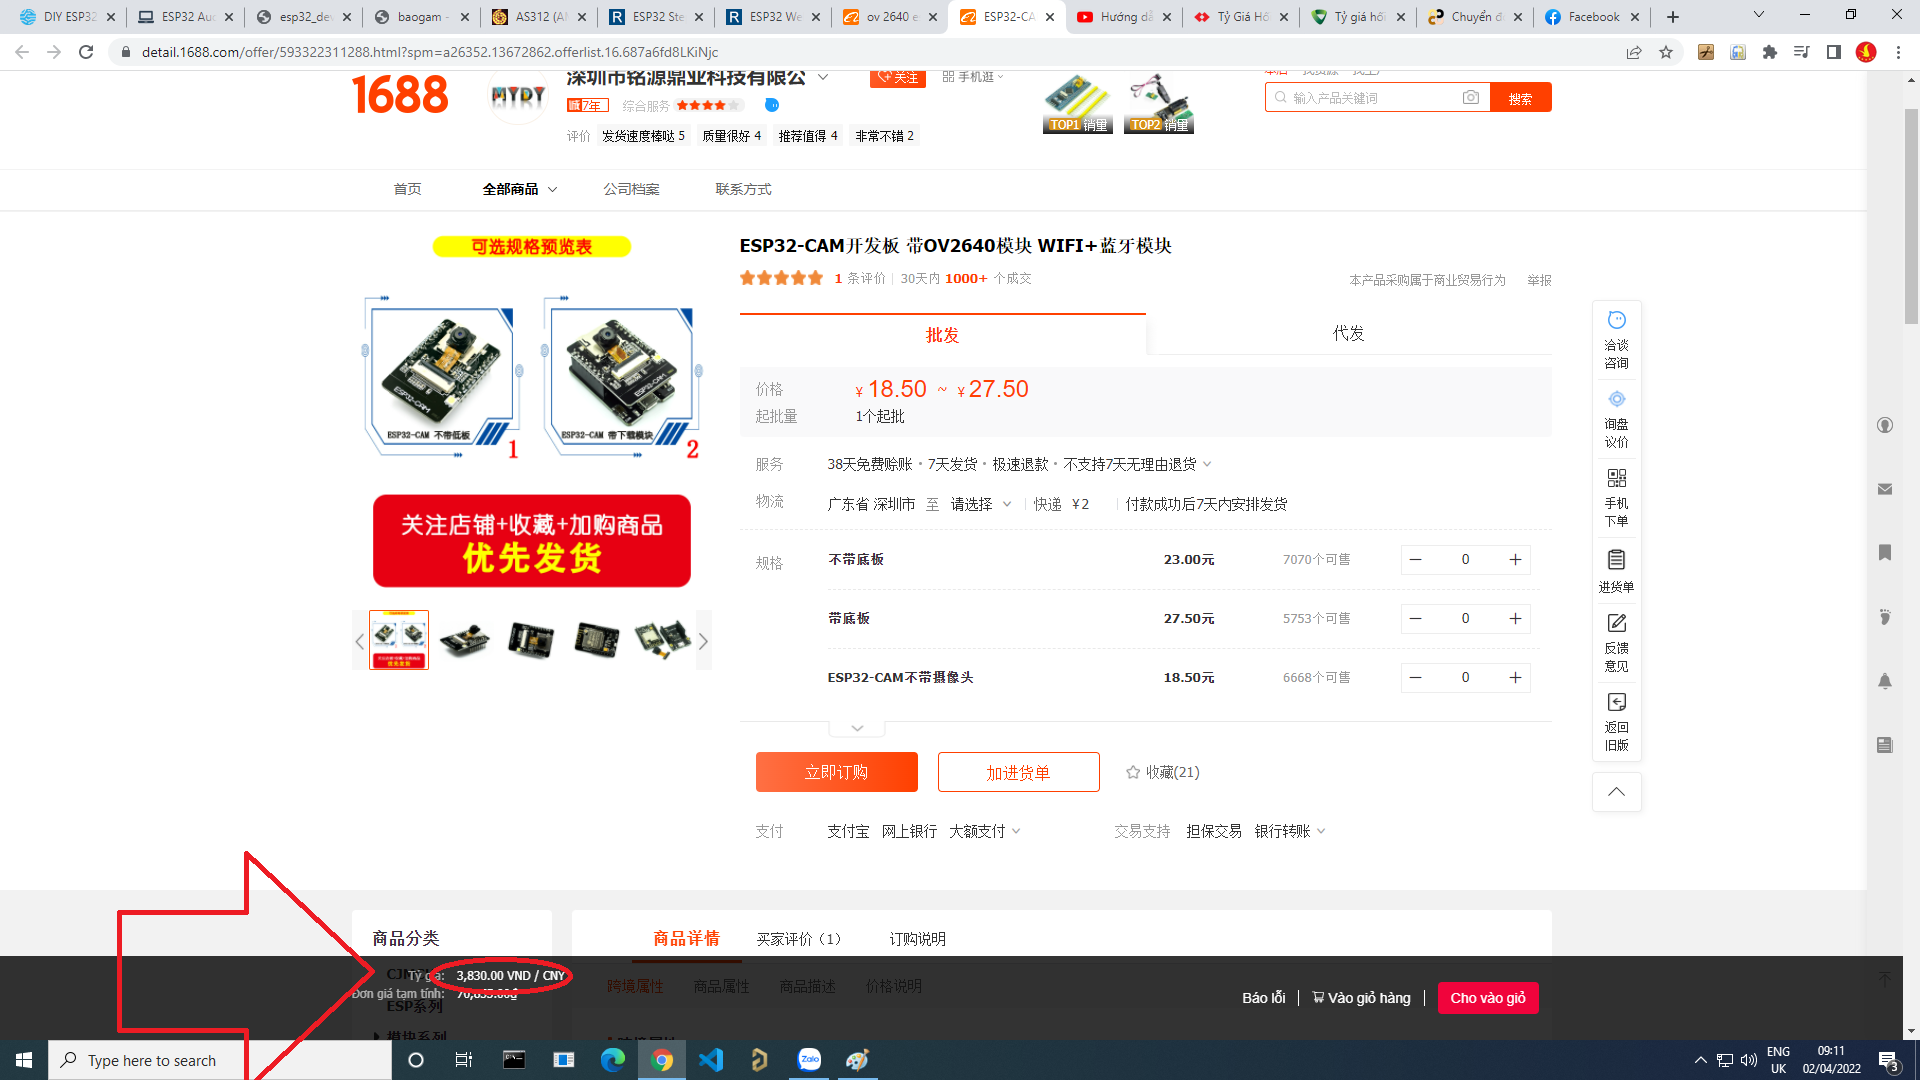 DIY ESP32
ESP32 Au
esp32_dev
baogam -
AS312 (AM
ESP32 Ste
ESP32 We
ov 2640 e
ESP32-CA
Hướng dẫ
Tỷ Giá Hố
Tỷ giá hối
Chuyển đ
Facebook
detail.1688.com/offer/593322311288.html?spm=a26352.13672862.offerlist.16.687a6fd8LKiNjc
1688
MYDY
深圳市铭源鼎业科技有限公
关注
手机逛
7年
综合服务
评价 发货速度棒哒 5 质量很好 4 推荐值得 4 非常不错 2
TOP1 销量
TOP2 销量
输入产品关键词
搜索
首页 全部商品 公司档案 联系方式
可选规格预览表
ESP32-CAM
ESP32-CAM 不带低板
1
ESP32-CAM 带下载模块
2
关注店铺+收藏+加购商品
优先发货
ESP32-CAM开发板 带OV2640模块 WIFI+蓝牙模块
1 条评价 30天内 1000+ 个成交
本产品采购属于商业贸易行为 举报
批发
代发
价格 ¥ 18.50 ~ ¥ 27.50
起批量 1个起批
服务 38天免费赊账 · 7天发货 · 极速退款 · 不支持7天无理由退货
物流 广东省 深圳市 至 请选择 快递 ¥2 付款成功后7天内安排发货
规格 不带底板 23.00元 7070个可售 — 0 +
带底板 27.50元 5753个可售 — 0 +
ESP32-CAM不带摄像头 18.50元 6668个可售 — 0 +
立即订购
加进货单
收藏(21)
支付 支付宝 网上银行 大额支付 交易支持 担保交易 银行转账
洽谈
咨询
询盘
议价
手机
下单
进货单
反馈
意见
返回
旧版
商品分类
商品详情 买家评价（1） 订购说明
Tỷ giá: 3,830.00 VND / CNY
Đơn giá tạm tính:
ESP系列
模块系列
跨境属性 商品属性 商品描述 价格说明
Báo lỗi
Vào giỏ hàng
Cho vào giỏ
Type here to search
Zalo
ENG
UK
09:11
02/04/2022
3